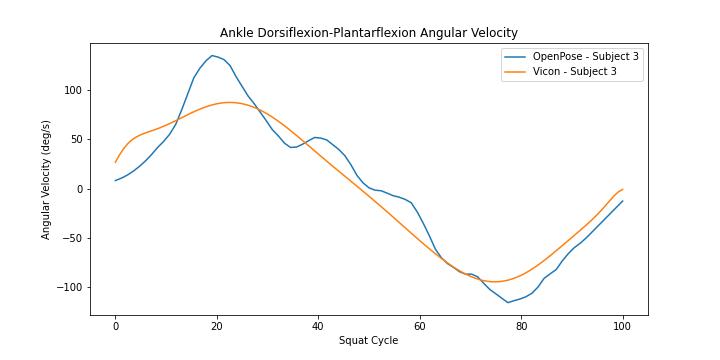 Ankle Dorsiflexion-Plantarflexion Angular Velocity
OpenPose - Subject 3
Vicon - Subject 3
Angular Velocity (deg/s)
100
50
0
−50
−100
0 20 40 60 80 100
Squat Cycle